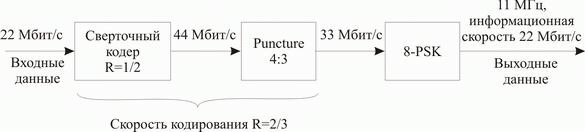 22 Мбит/с
Входные
данные
Сверточный
кодер
R=1/2
44 Мбит/с
Puncture
4:3
33 Мбит/с
8-PSK
11 МГц,
информационная
скорость 22 Мбит/с
Выходные
данные
Скорость кодирования R=2/3